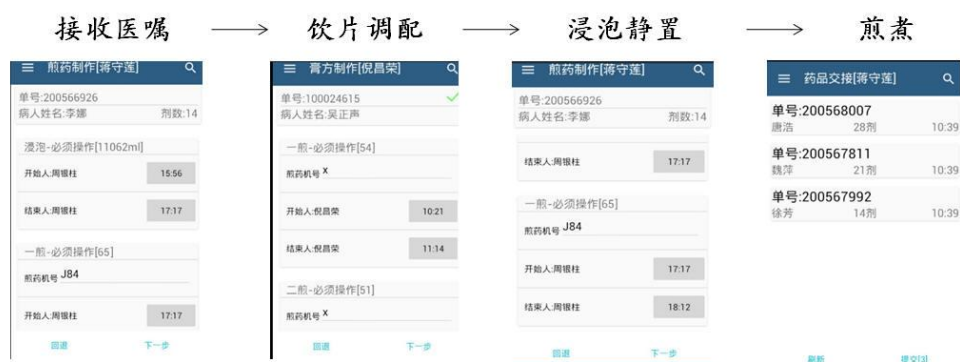 接收医嘱 → 饮片调配 → 浸泡静置 → 煎煮
煎药制作[蒋守莲]
单号:200566926
病人姓名:李娜 剂数:14
浸泡-必须操作[11062ml]
开始人:周银柱 15:56
结束人:周银柱 17:17
一煎-必须操作[65]
煎药机号 J84
开始人:周银柱 17:17
回退 下一步
膏方制作[倪昌荣]
单号:100024615
病人姓名:吴正声
一煎-必须操作[54]
煎药机号 X
开始人:倪昌荣 10:21
结束人:倪昌荣 11:14
二煎-必须操作[51]
煎药机号 X
回退 下一步
煎药制作[蒋守莲]
单号:200566926
病人姓名:李娜 剂数:14
结束人:周银柱 17:17
一煎-必须操作[65]
煎药机号 J84
开始人:周银柱 17:17
结束人:周银柱 18:12
回退 下一步
药品交接[蒋守莲]
单号:200568007
唐浩 28剂 10:39
单号:200567811
魏萍 21剂 10:39
单号:200567992
徐芳 14剂 10:39
刷新 提交[3]